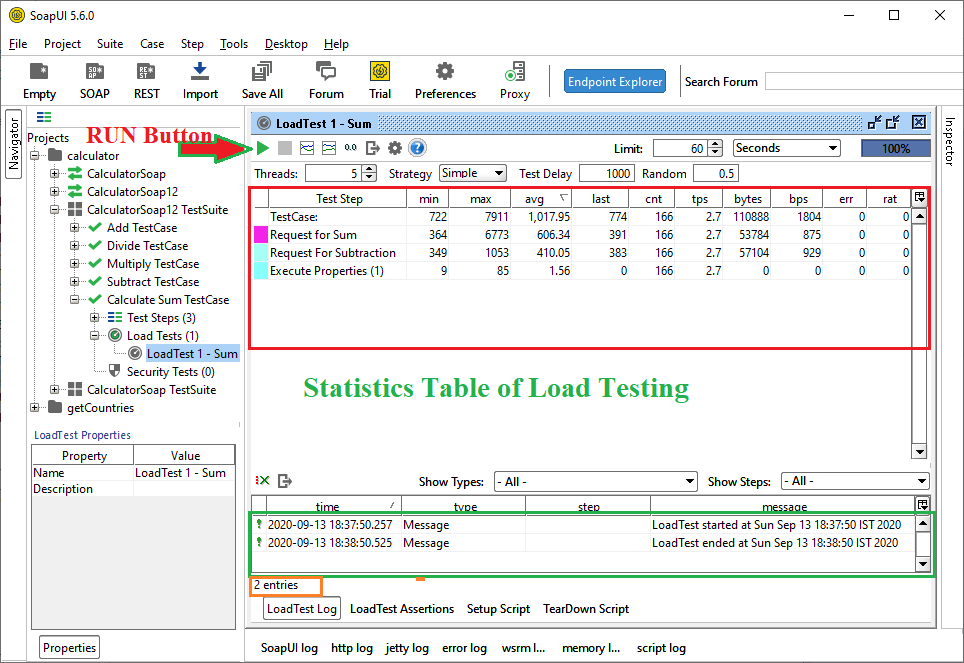 SoapUI 5.6.0
File Project Suite Case Step Tools Desktop Help
Empty SOAP REST Import Save All Forum Trial Preferences Proxy Endpoint Explorer Search Forum
Navigator
Projects
RUN Button
calculator
CalculatorSoap
CalculatorSoap12
CalculatorSoap12 TestSuite
Add TestCase
Divide TestCase
Multiply TestCase
Subtract TestCase
Calculate Sum TestCase
Test Steps (3)
Load Tests (1)
LoadTest 1 - Sum
Security Tests (0)
CalculatorSoap TestSuite
getCountries
LoadTest Properties
Property Value
Name LoadTest 1 - Sum
Description
Properties
LoadTest 1 - Sum
0.0 ? Limit: 60 Seconds 100%
Threads: 5 Strategy Simple Test Delay 1000 Random 0.5
Test Step min max avg last cnt tps bytes bps err rat
TestCase: 722 7911 1,017.95 774 166 2.7 110888 1804 0 0
Request for Sum 364 6773 606.34 391 166 2.7 53784 875 0 0
Request For Subtraction 349 1053 410.05 383 166 2.7 57104 929 0 0
Execute Properties (1) 9 85 1.56 0 166 2.7 0 0 0 0
Statistics Table of Load Testing
Show Types: - All - Show Steps: - All -
time type step message
2020-09-13 18:37:50.257 Message LoadTest started at Sun Sep 13 18:37:50 IST 2020
2020-09-13 18:38:50.525 Message LoadTest ended at Sun Sep 13 18:38:50 IST 2020
2 entries
LoadTest Log LoadTest Assertions Setup Script TearDown Script
SoapUI log http log jetty log error log wsrm l... memory l... script log
Inspector